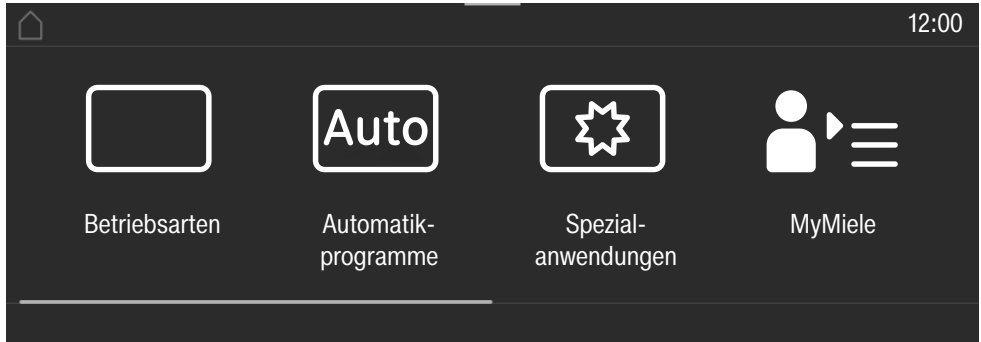 12:00
Auto
Betriebsarten
Automatik-
programme
Spezial-
anwendungen
MyMiele